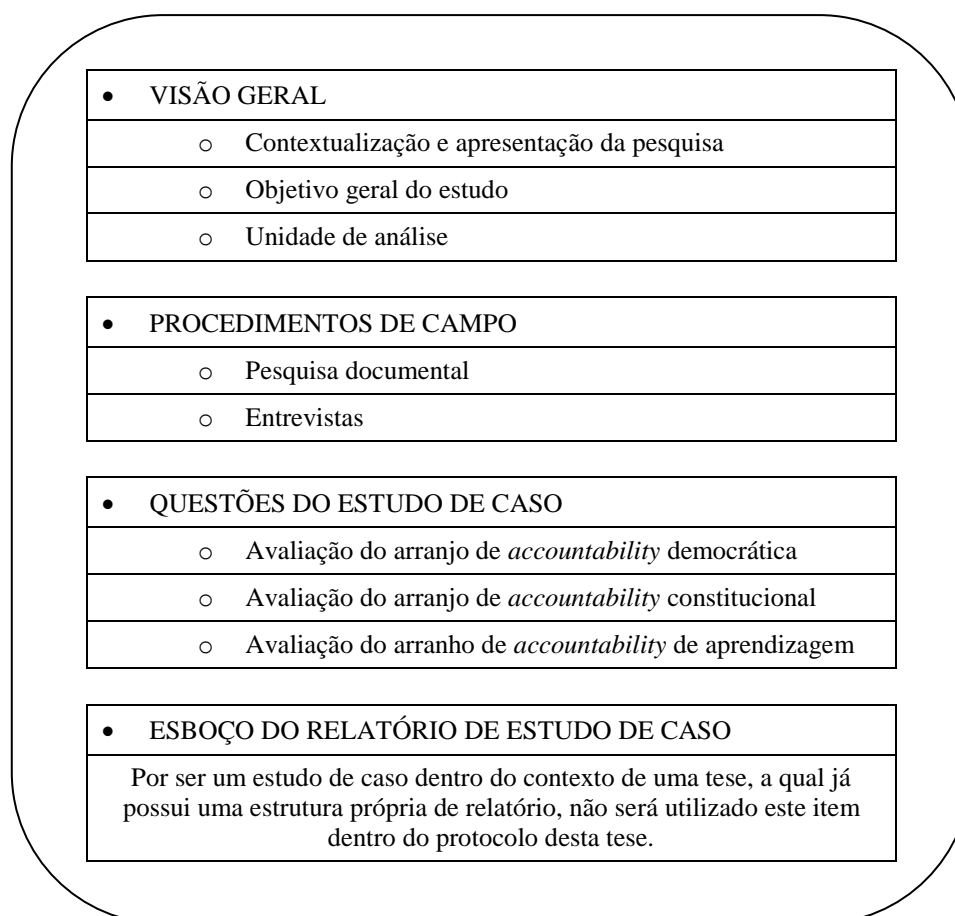 • VISÃO GERAL
o Contextualização e apresentação da pesquisa
o Objetivo geral do estudo
o Unidade de análise
• PROCEDIMENTOS DE CAMPO
o Pesquisa documental
o Entrevistas
• QUESTÕES DO ESTUDO DE CASO
o Avaliação do arranjo de accountability democrática
o Avaliação do arranjo de accountability constitucional
o Avaliação do arranho de accountability de aprendizagem
• ESBOÇO DO RELATÓRIO DE ESTUDO DE CASO
Por ser um estudo de caso dentro do contexto de uma tese, a qual já
possui uma estrutura própria de relatório, não será utilizado este item
dentro do protocolo desta tese.